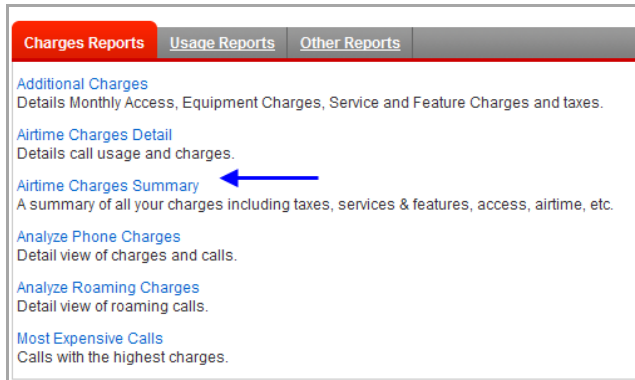 Charges Reports Usage Reports Other Reports
Additional Charges
Details Monthly Access, Equipment Charges, Service and Feature Charges and taxes.
Airtime Charges Detail
Details call usage and charges.
Airtime Charges Summary
A summary of all your charges including taxes, services & features, access, airtime, etc.
Analyze Phone Charges
Detail view of charges and calls.
Analyze Roaming Charges
Detail view of roaming calls.
Most Expensive Calls
Calls with the highest charges.